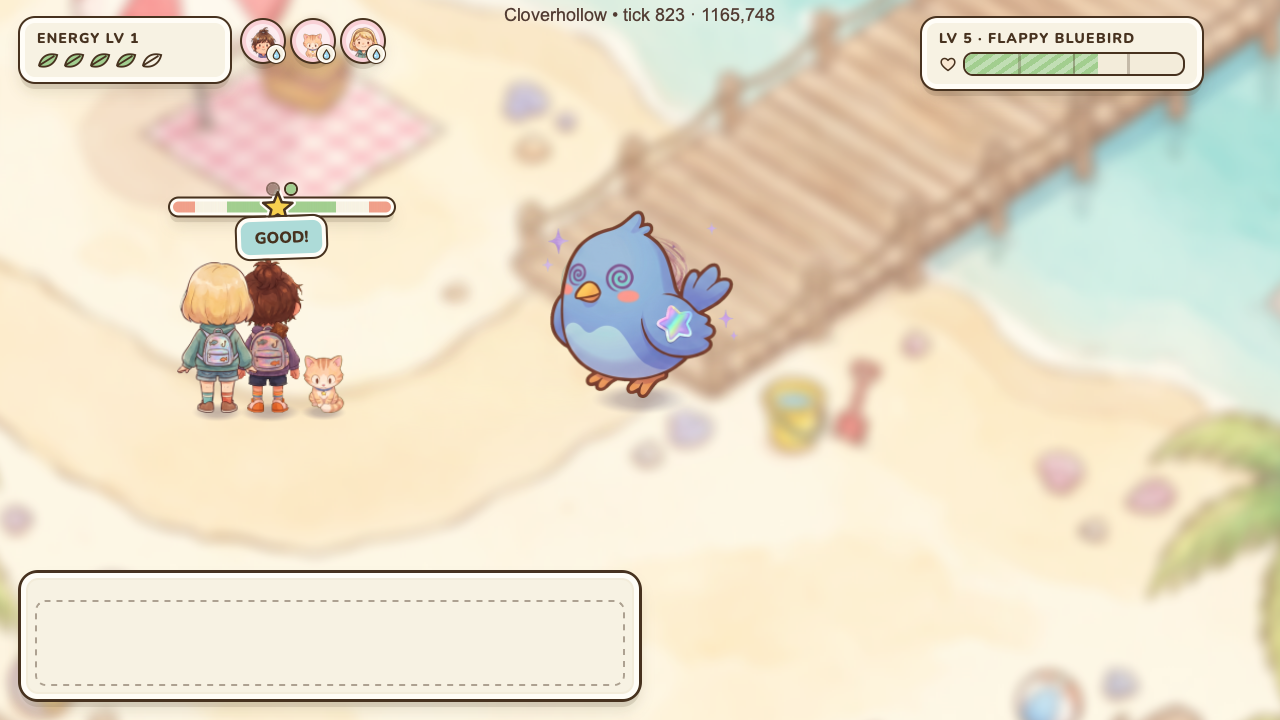 Cloverhollow • tick 823 · 1165,748
ENERGY LV 1
LV 5 · FLAPPY BLUEBIRD
GOOD!